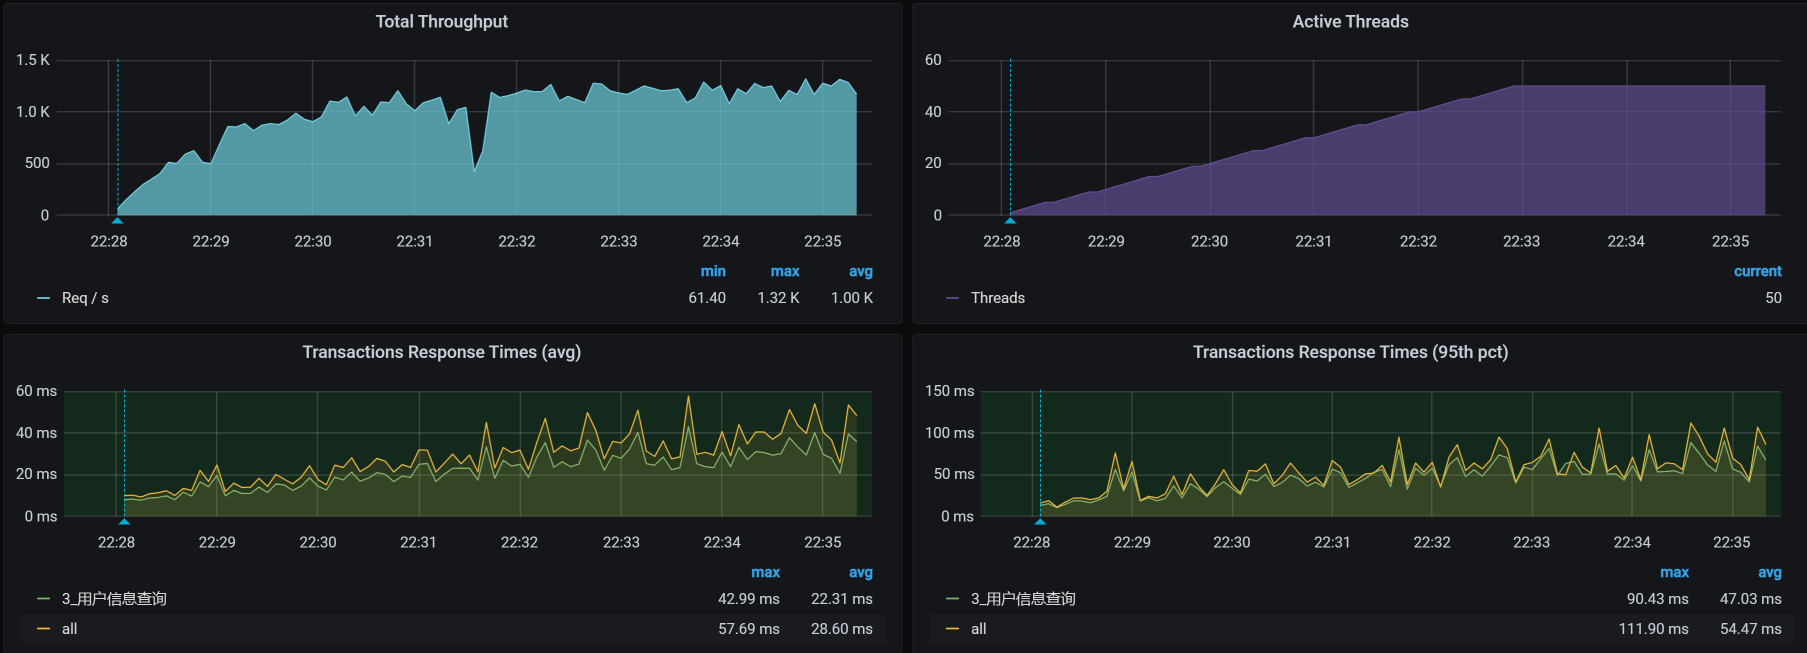 Total Throughput
1.5 K
1.0 K
500
0
22:28 22:29 22:30 22:31 22:32 22:33 22:34 22:35
min max avg
Req / s 61.40 1.32 K 1.00 K
Active Threads
60
40
20
0
22:28 22:29 22:30 22:31 22:32 22:33 22:34 22:35
current
Threads 50
Transactions Response Times (avg)
60 ms
40 ms
20 ms
0 ms
22:28 22:29 22:30 22:31 22:32 22:33 22:34 22:35
max avg
3_用户信息查询 42.99 ms 22.31 ms
all 57.69 ms 28.60 ms
Transactions Response Times (95th pct)
150 ms
100 ms
50 ms
0 ms
22:28 22:29 22:30 22:31 22:32 22:33 22:34 22:35
max avg
3_用户信息查询 90.43 ms 47.03 ms
all 111.90 ms 54.47 ms